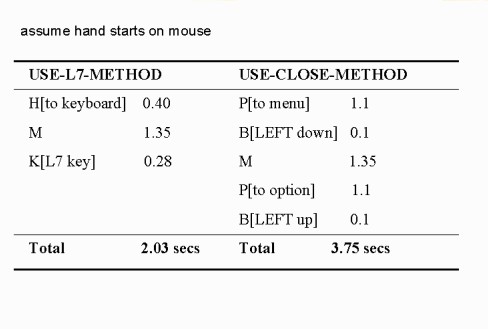 assume hand starts on mouse
USE-L7-METHOD USE-CLOSE-METHOD
H[to keyboard] 0.40 P[to menu] 1.1
M 1.35 B[LEFT down] 0.1
K[L7 key] 0.28 M 1.35
P[to option] 1.1
B[LEFT up] 0.1
Total 2.03 secs Total 3.75 secs